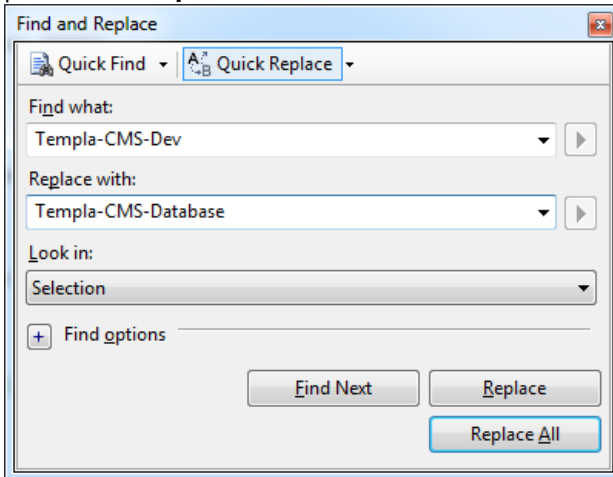 Find and Replace
Quick Find Quick Replace
Find what:
Templa-CMS-Dev
Replace with:
Templa-CMS-Database
Look in:
Selection
Find options
Find Next Replace
Replace All